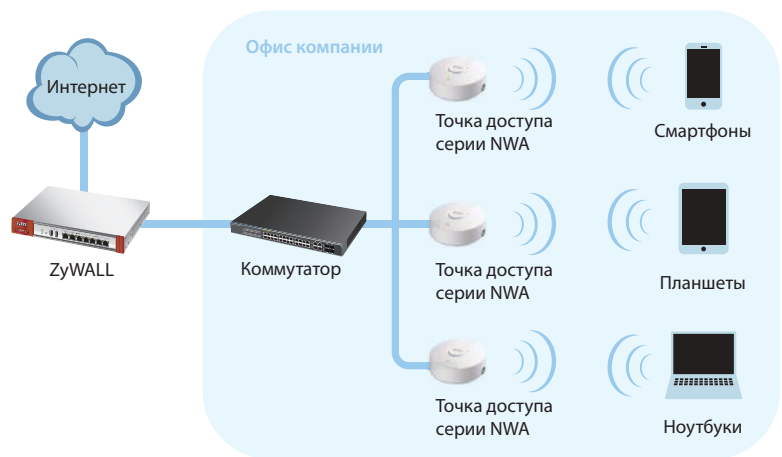 Офис компании
Интернет
Точка доступа
серии NWA
Смартфоны
ZyWALL
Коммутатор
Точка доступа
серии NWA
Планшеты
Точка доступа
серии NWA
Ноутбуки